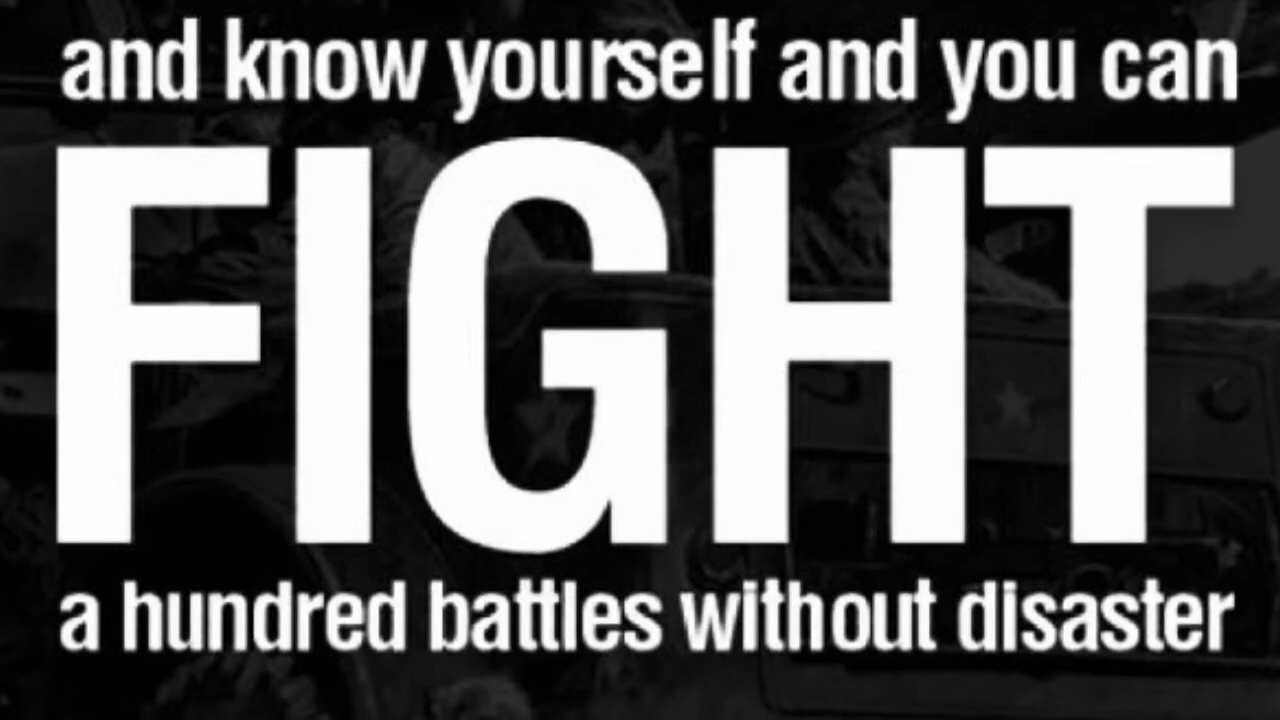 and know yourself and you can
FIGHT
a hundred battles without disaster